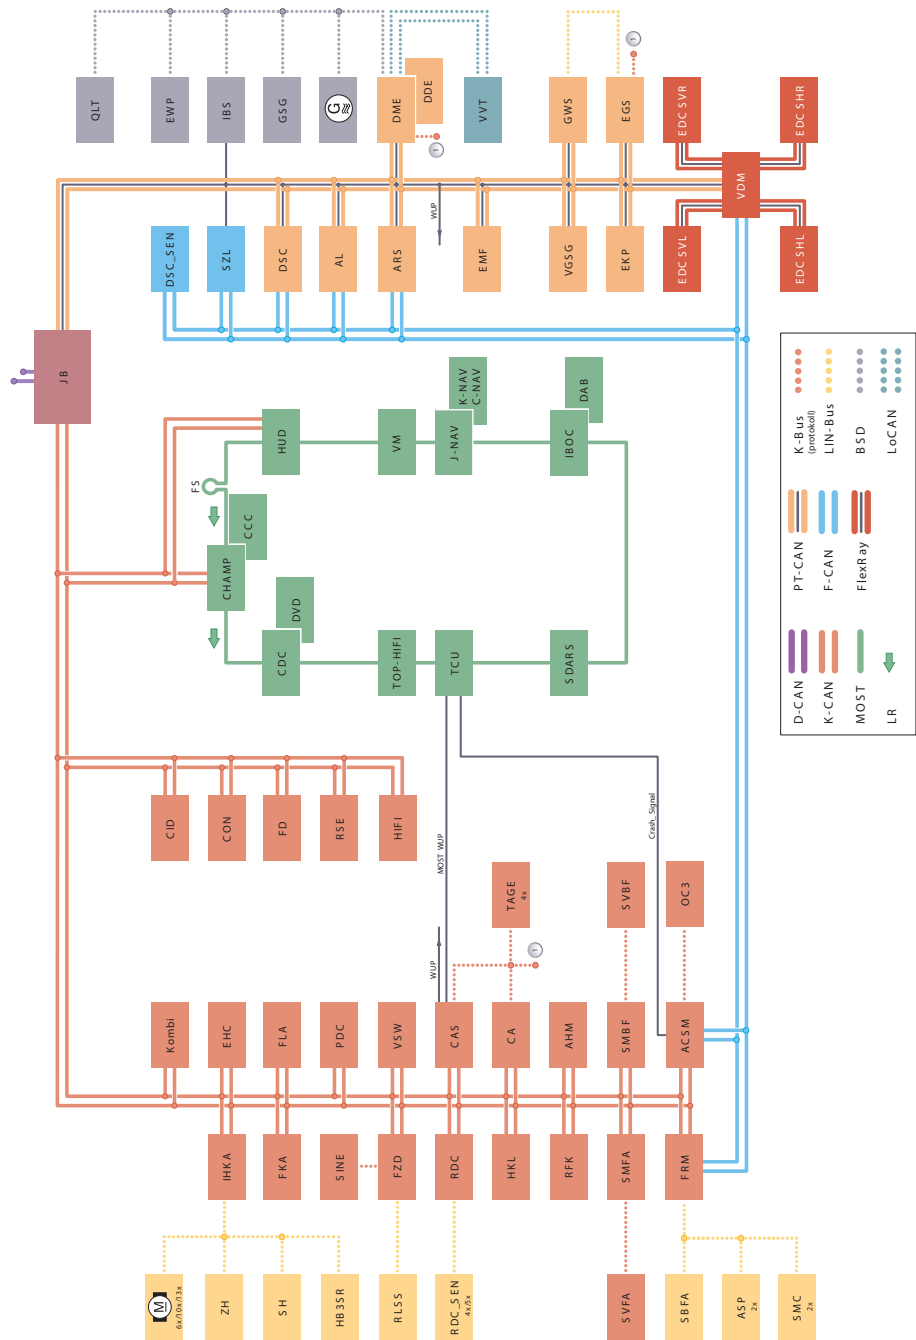 QLT
EWP
IBS
GSG
G
DME
DDE
VVT
GWS
EGS
1
1
EDC SVR
EDC SHR
VDM
WUP
DSC_SEN
SZL
DSC
AL
ARS
EMF
VGSG
EKP
EDC SVL
EDC SHL
JB
FS
HUD
VM
J-NAV
K-NAV
C-NAV
IBOC
DAB
CHAMP
CCC
CDC
DVD
TOP-HIFI
TCU
SDARS
CID
CON
FD
RSE
HIFI
MOST WUP
WUP
Crash_Signal
TAGE
4x
SVBF
OC3
1
Kombi
EHC
FLA
PDC
VSW
CAS
CA
AHM
SMBF
ACSM
IHKA
FKA
SINE
FZD
RDC
HKL
RFK
SMFA
FRM
M
6x/10x/13x
ZH
SH
HB3SR
RLSS
RDC_SEN
4x/5x
SVFA
SBFA
ASP
2x
SMC
2x
D-CAN
K-CAN
MOST
LR
PT-CAN
F-CAN
FlexRay
K-Bus
(protokoll)
LIN-Bus
BSD
LoCAN